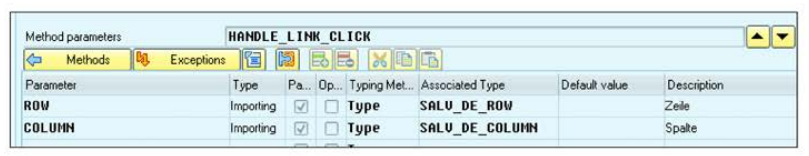 Method parameters HANDLE_LINK_CLICK
Methods Exceptions
Parameter Type Pa... Op... Typing Met... Associated Type Default value Description
ROW Importing Type SALV_DE_ROW Zeile
COLUMN Importing Type SALV_DE_COLUMN Spalte